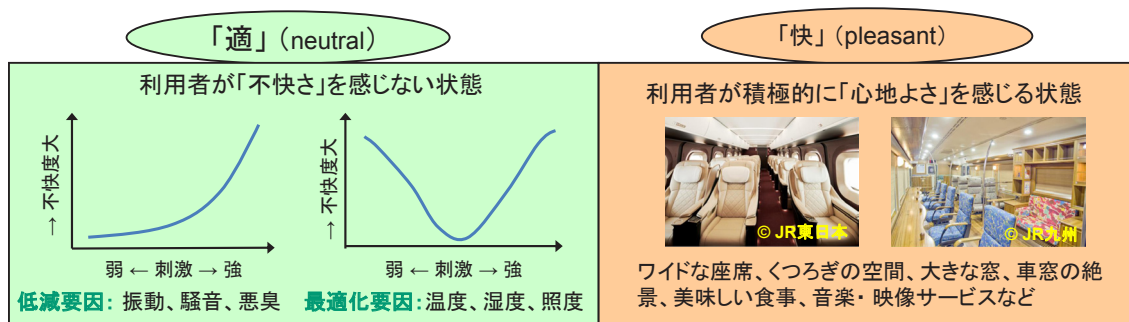 「適」（neutral）
利用者が「不快さ」を感じない状態
→ 不快度大
弱 ← 刺激 → 強
低減要因： 振動、騒音、悪臭
→ 不快度大
弱 ← 刺激 → 強
最適化要因：温度、湿度、照度
「快」（pleasant）
利用者が積極的に「心地よさ」を感じる状態
© JR東日本
© JR九州
ワイドな座席、くつろぎの空間、大きな窓、車窓の絶
景、美味しい食事、音楽・ 映像サービスなど